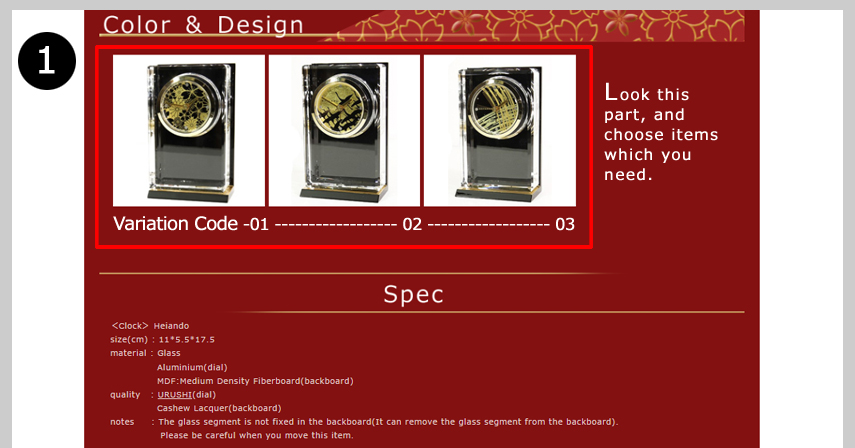 Color & Design
1
Look this
part, and
choose items
which you
need.
Variation Code -01 ------------------ 02 ------------------ 03
Spec
＜Clock＞ Heiando
size(cm) : 11*5.5*17.5
material : Glass
Aluminium(dial)
MDF:Medium Density Fiberboard(backboard)
quality : URUSHI(dial)
Cashew Lacquer(backboard)
notes : The glass segment is not fixed in the backboard(It can remove the glass segment from the backboard).
Please be careful when you move this item.